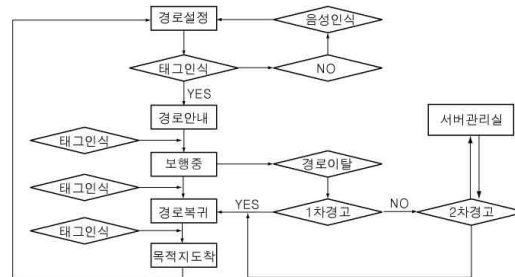 경로설정
음성인식
태그인식
NO
YES
경로안내
서버관리실
태그인식
보행중
경로이탈
태그인식
경로복귀
YES
1차경고
NO
2차경고
태그인식
목적지도착